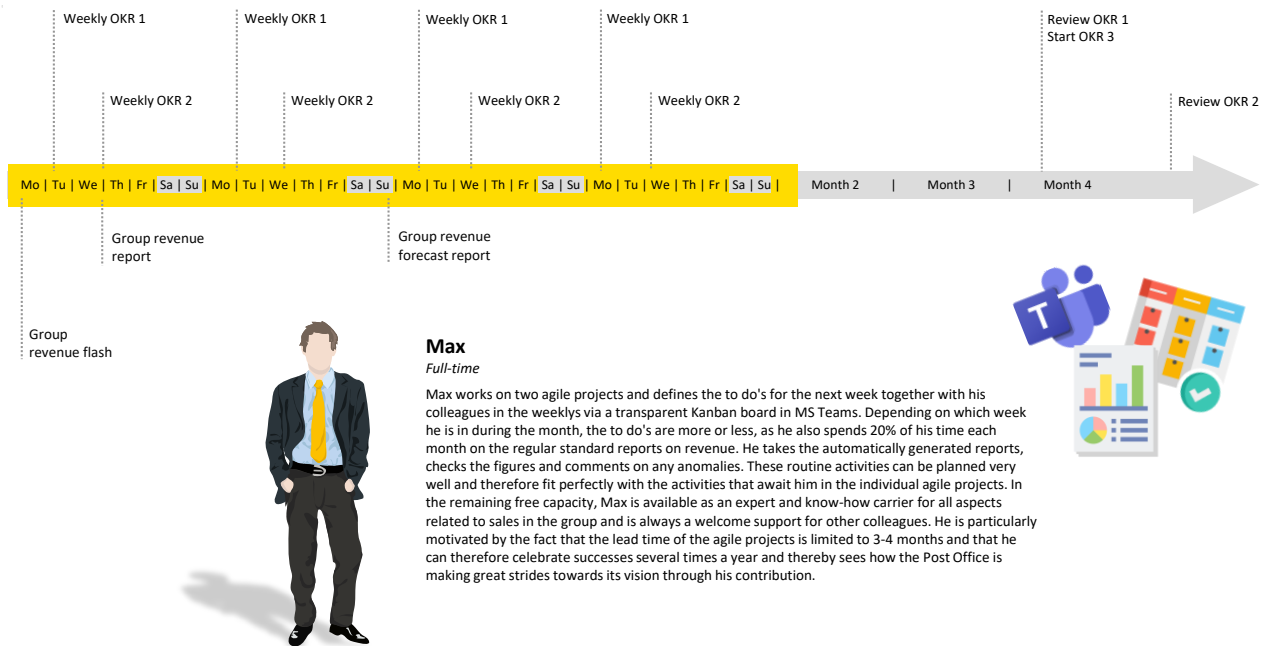 Weekly OKR 1
Weekly OKR 1
Weekly OKR 1
Weekly OKR 1
Review OKR 1
Start OKR 3
Weekly OKR 2
Weekly OKR 2
Weekly OKR 2
Weekly OKR 2
Review OKR 2
Mo | Tu | We | Th | Fr | Sa | Su | Mo | Tu | We | Th | Fr | Sa | Su | Mo | Tu | We | Th | Fr | Sa | Su | Mo | Tu | We | Th | Fr | Sa | Su | Month 2 | Month 3 | Month 4
Group revenue
report
Group revenue
forecast report
Group
revenue flash
T
Max
Full-time
Max works on two agile projects and defines the to do's for the next week together with his
colleagues in the weeklys via a transparent Kanban board in MS Teams. Depending on which week
he is in during the month, the to do's are more or less, as he also spends 20% of his time each
month on the regular standard reports on revenue. He takes the automatically generated reports,
checks the figures and comments on any anomalies. These routine activities can be planned very
well and therefore fit perfectly with the activities that await him in the individual agile projects. In
the remaining free capacity, Max is available as an expert and know-how carrier for all aspects
related to sales in the group and is always a welcome support for other colleagues. He is particularly
motivated by the fact that the lead time of the agile projects is limited to 3-4 months and that he
can therefore celebrate successes several times a year and thereby sees how the Post Office is
making great strides towards its vision through his contribution.